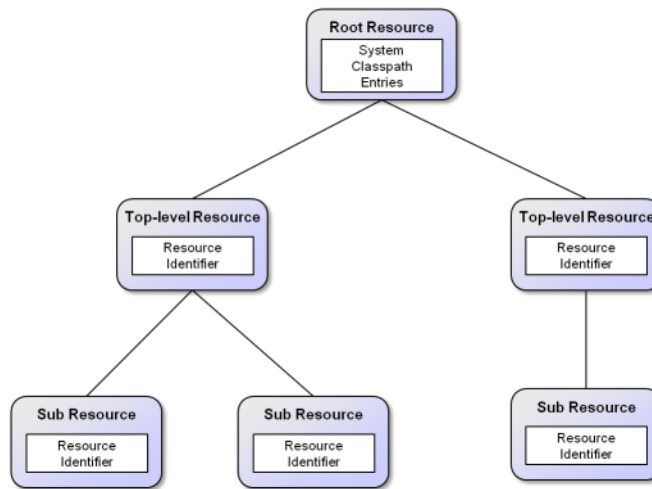 Root Resource
System
Classpath
Entries
Top-level Resource
Resource
Identifier
Top-level Resource
Resource
Identifier
Sub Resource
Resource
Identifier
Sub Resource
Resource
Identifier
Sub Resource
Resource
Identifier